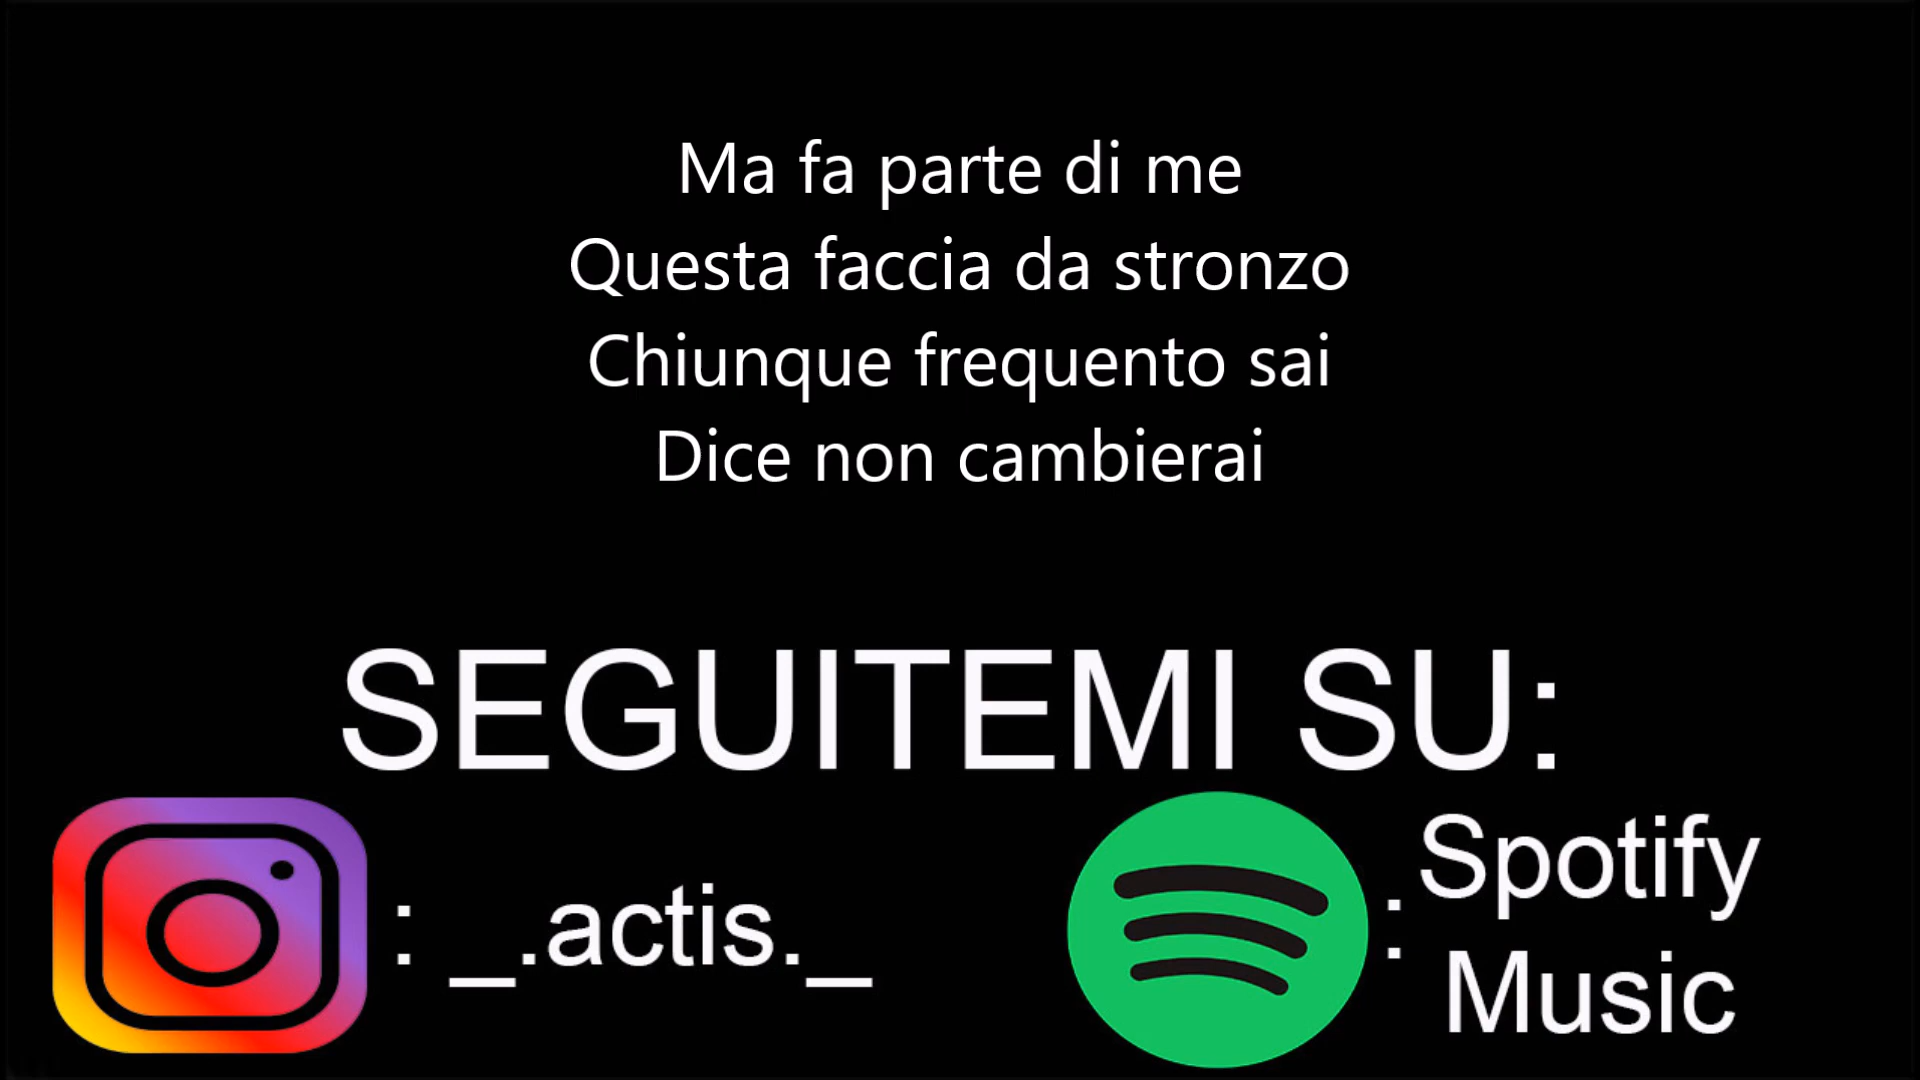 Ma fa parte di me
Questa faccia da stronzo
Chiunque frequento sai
Dice non cambierai
SEGUITEMI SU:
: _.actis._
: Spotify
Music